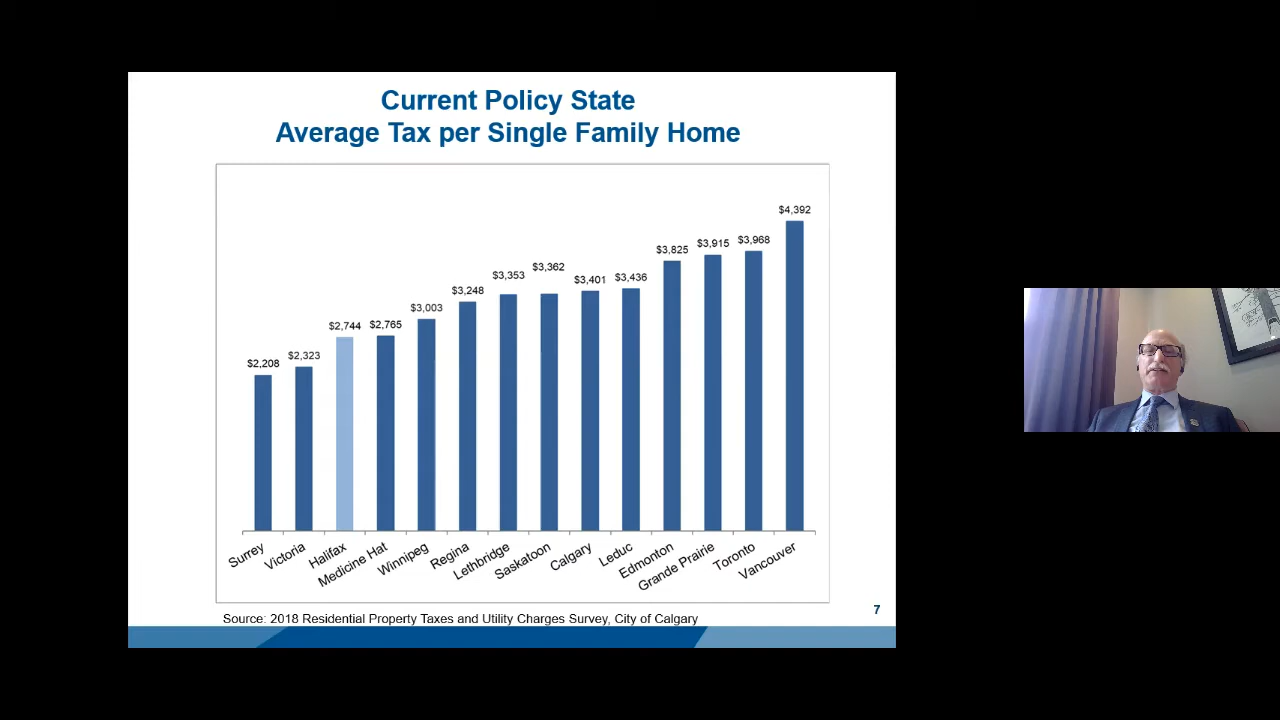 Current Policy State
Average Tax per Single Family Home
$2,208
$2,323
$2,744
$2,765
$3,003
$3,248
$3,353
$3,362
$3,401
$3,436
$3,825
$3,915
$3,968
$4,392
Surrey
Victoria
Halifax
Medicine Hat
Winnipeg
Regina
Lethbridge
Saskatoon
Calgary
Leduc
Edmonton
Grande Prairie
Toronto
Vancouver
7
Source: 2018 Residential Property Taxes and Utility Charges Survey, City of Calgary